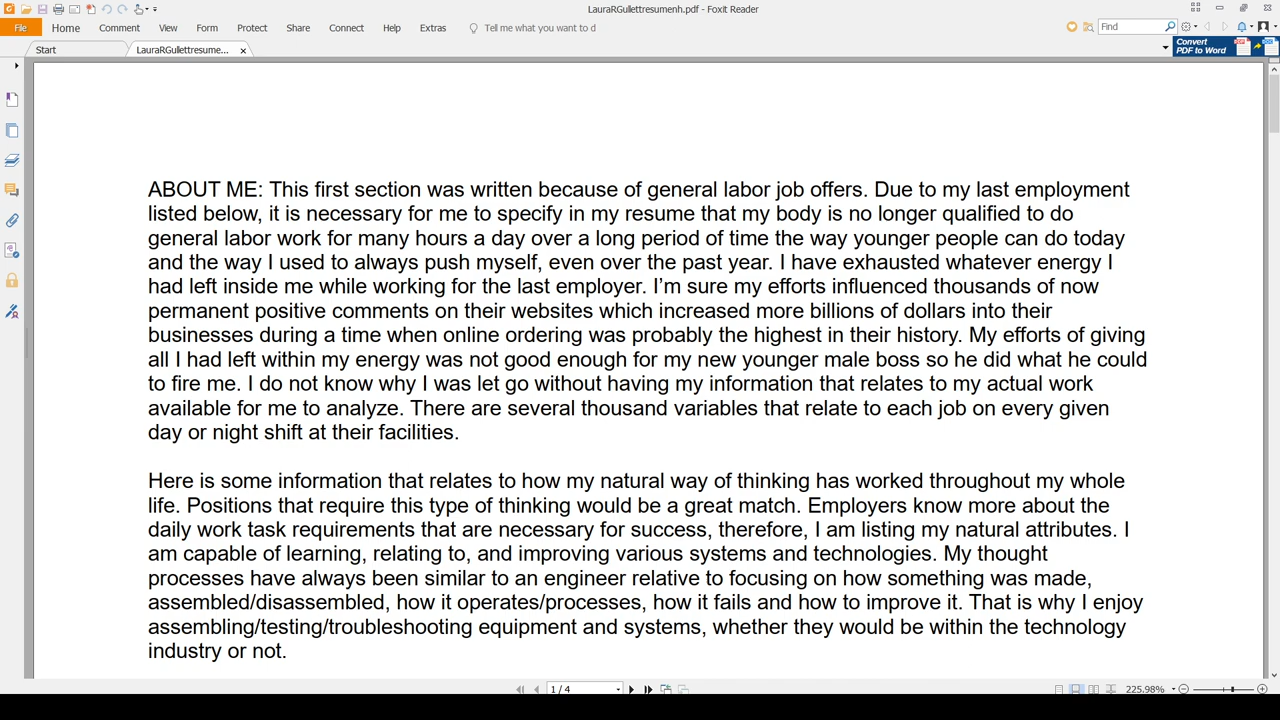 LauraRGullettresumenh.pdf - Foxit Reader
File Home Comment View Form Protect Share Connect Help Extras Tell me what you want to d Find
Start LauraRGullettresume... Convert
PDF to Word
ABOUT ME: This first section was written because of general labor job offers. Due to my last employment
listed below, it is necessary for me to specify in my resume that my body is no longer qualified to do
general labor work for many hours a day over a long period of time the way younger people can do today
and the way I used to always push myself, even over the past year. I have exhausted whatever energy I
had left inside me while working for the last employer. I'm sure my efforts influenced thousands of now
permanent positive comments on their websites which increased more billions of dollars into their
businesses during a time when online ordering was probably the highest in their history. My efforts of giving
all I had left within my energy was not good enough for my new younger male boss so he did what he could
to fire me. I do not know why I was let go without having my information that relates to my actual work
available for me to analyze. There are several thousand variables that relate to each job on every given
day or night shift at their facilities.
Here is some information that relates to how my natural way of thinking has worked throughout my whole
life. Positions that require this type of thinking would be a great match. Employers know more about the
daily work task requirements that are necessary for success, therefore, I am listing my natural attributes. I
am capable of learning, relating to, and improving various systems and technologies. My thought
processes have always been similar to an engineer relative to focusing on how something was made,
assembled/disassembled, how it operates/processes, how it fails and how to improve it. That is why I enjoy
assembling/testing/troubleshooting equipment and systems, whether they would be within the technology
industry or not.
1 / 4 225.98%